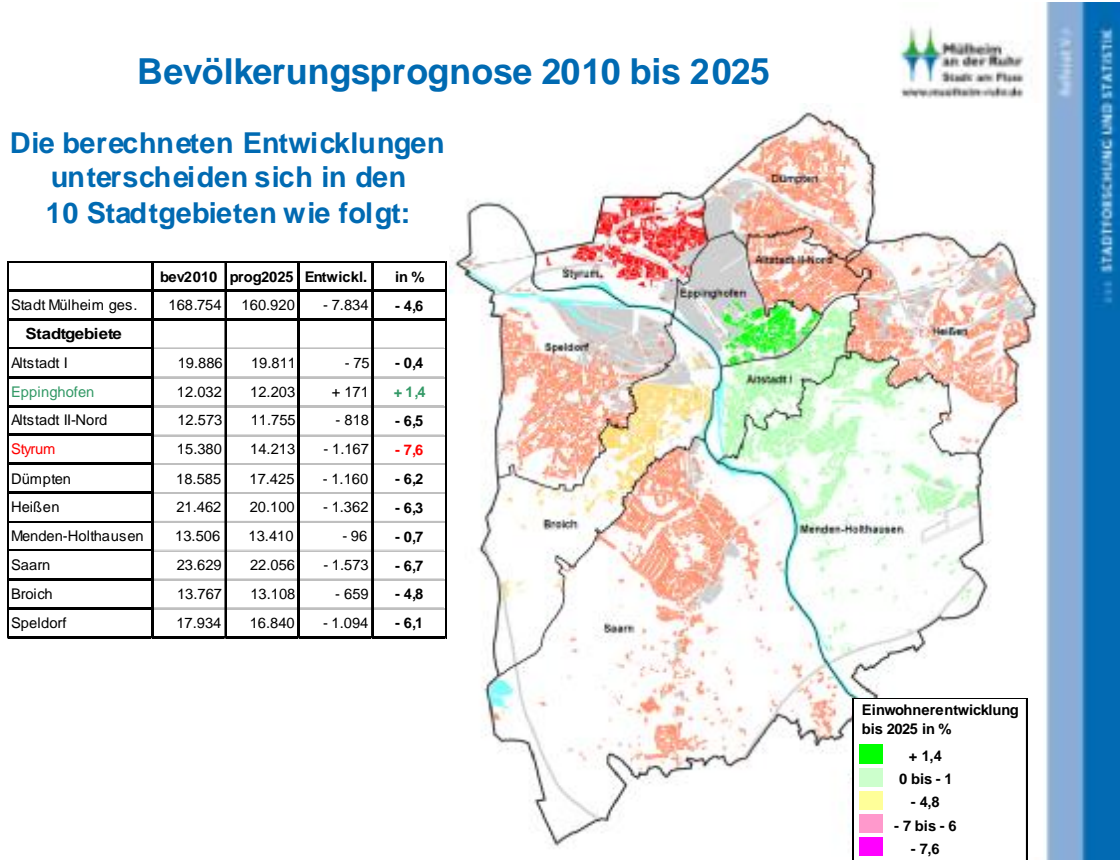 Bevölkerungsprognose 2010 bis 2025
Mülheim
an der Ruhr
Stadt am Fluss
www.muelheim-ruhr.de
Die berechneten Entwicklungen
unterscheiden sich in den
10 Stadtgebieten wie folgt:
bev2010 prog2025 Entwickl. in %
Stadt Mülheim ges. 168.754 160.920 - 7.834 - 4,6
Stadtgebiete
Altstadt I 19.886 19.811 - 75 - 0,4
Eppinghofen 12.032 12.203 + 171 + 1,4
Altstadt II-Nord 12.573 11.755 - 818 - 6,5
Styrum 15.380 14.213 - 1.167 - 7,6
Dümpten 18.585 17.425 - 1.160 - 6,2
Heißen 21.462 20.100 - 1.362 - 6,3
Menden-Holthausen 13.506 13.410 - 96 - 0,7
Saarn 23.629 22.056 - 1.573 - 6,7
Broich 13.767 13.108 - 659 - 4,8
Speldorf 17.934 16.840 - 1.094 - 6,1
Dümpten
Altstadt II-Nord
Styrum
Eppinghofen
Heißen
Speldorf
Altstadt I
Broich
Menden-Holthausen
Saarn
Einwohnerentwicklung
bis 2025 in %
+ 1,4
0 bis - 1
- 4,8
- 7 bis - 6
- 7,6
STADTFORSCHUNG UND STATISTIK